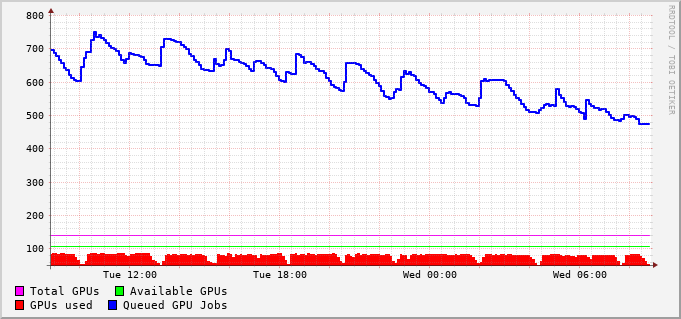 800
700
600
500
400
300
200
100
Tue 12:00 Tue 18:00 Wed 00:00 Wed 06:00
Total GPUs Available GPUs
GPUs used Queued GPU Jobs
RRDTOOL / TOBI OETIKER